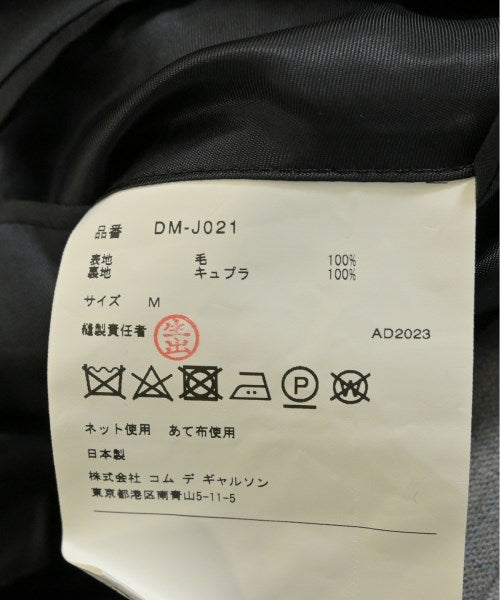 品番 DM-J021
表地 毛 100%
裏地 キュプラ 100%
サイズ M
縫製責任者 生出 AD2023
P W
ネット使用 あて布使用
日本製
株式会社 コム デ ギャルソン
東京都港区南青山5-11-5